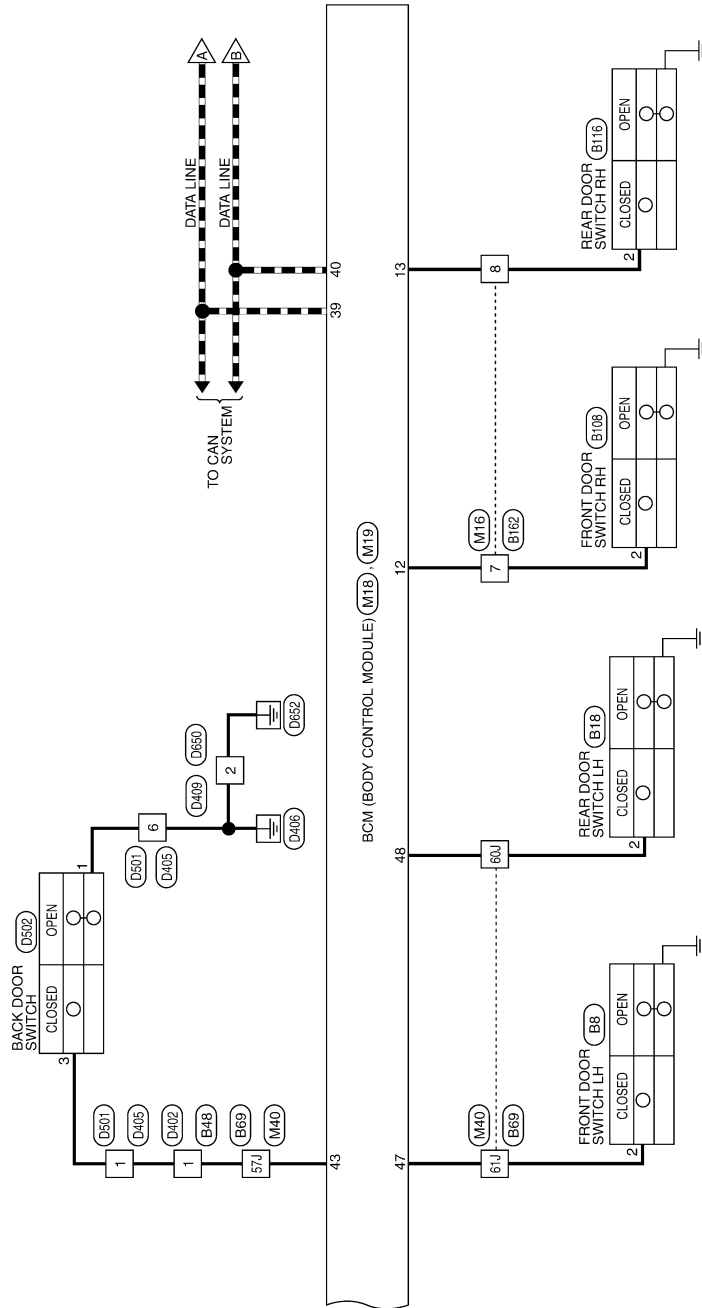 A
B
DATA LINE
DATA LINE
TO CAN
SYSTEM
39
40
BACK DOOR
SWITCH
D502
CLOSED
OPEN
3
1
D501
D405
6
D409
D650
2
D406
D652
1
D501
D405
1
D402
B48
57J
B69
M40
43
BCM (BODY CONTROL MODULE) M18 , M19
47
48
12
13
61J
M40
B69
60J
7
M16
B162
8
FRONT DOOR
SWITCH LH
B8
CLOSED
OPEN
2
REAR DOOR
SWITCH LH
B18
CLOSED
OPEN
2
FRONT DOOR
SWITCH RH
B108
CLOSED
OPEN
2
REAR DOOR
SWITCH RH
B116
CLOSED
OPEN
2